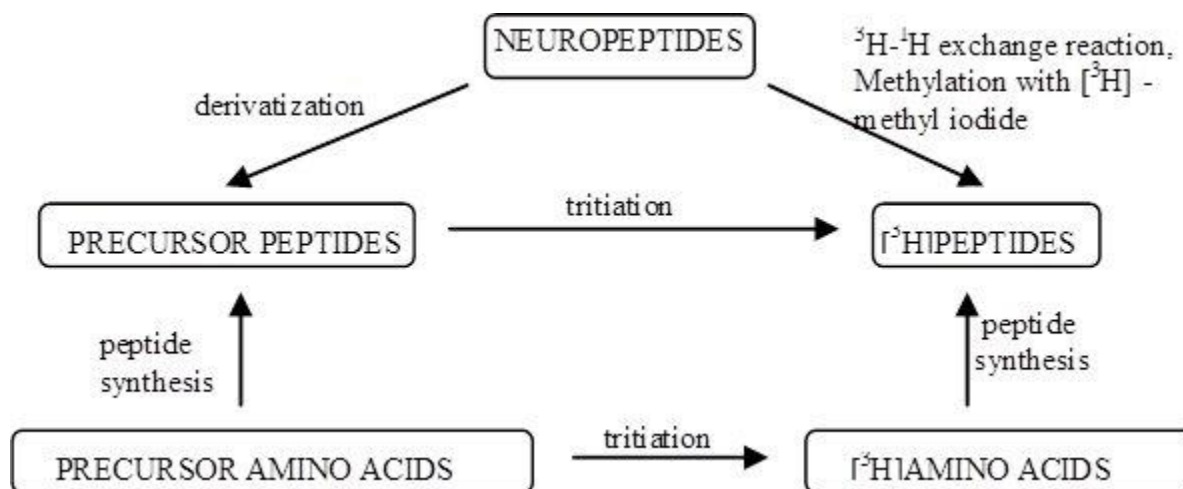 NEUROPEPTIDES
³H-¹H exchange reaction,
Methylation with [³H] -
methyl iodide
derivatization
tritiation
PRECURSOR PEPTIDES
[³H]PEPTIDES
peptide
synthesis
peptide
synthesis
tritiation
PRECURSOR AMINO ACIDS
[³H]AMINO ACIDS